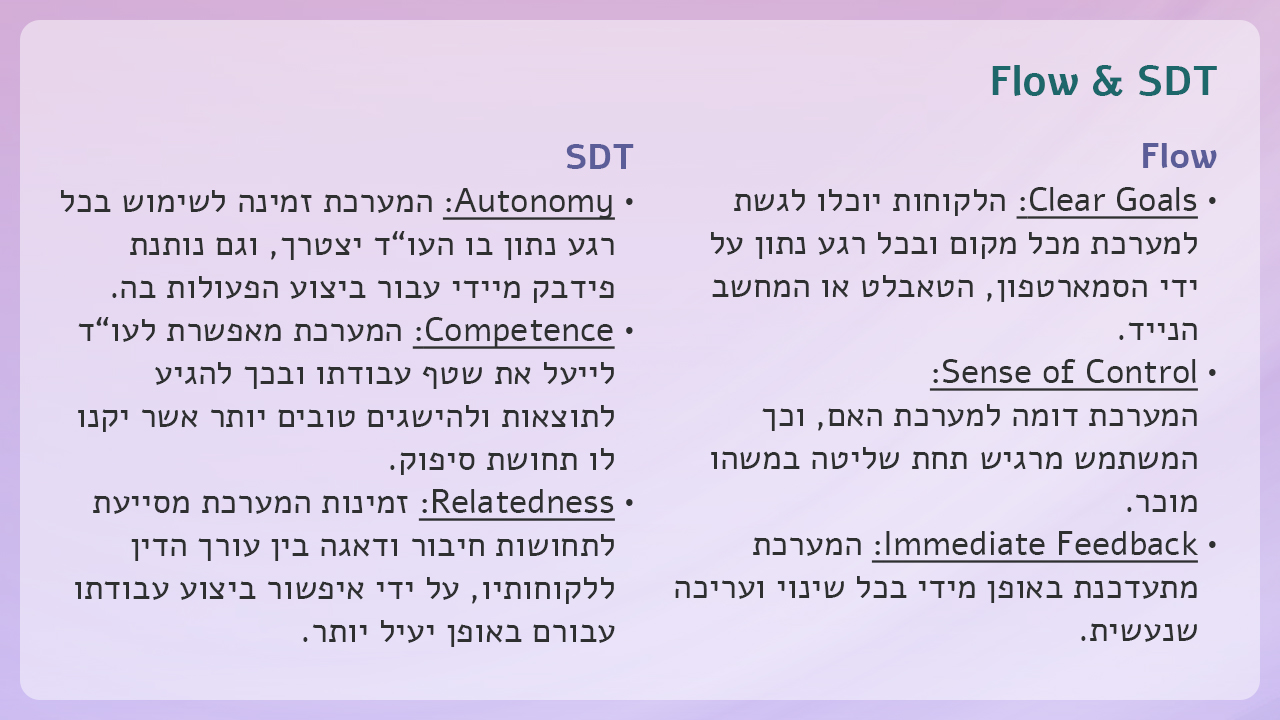 Flow & SDT
Flow
• Clear Goals: הלקוחות יוכלו לגשת
למערכת מכל מקום ובכל רגע נתון על
ידי הסמארטפון, הטאבלט או המחשב
הנייד.
• Sense of Control:
המערכת דומה למערכת האם, וכך
המשתמש מרגיש תחת שליטה במשהו
מוכר.
• Immediate Feedback: המערכת
מתעדכנת באופן מידי בכל שינוי ועריכה
שנעשית.
SDT
• Autonomy: המערכת זמינה לשימוש בכל
רגע נתון בו העו“ד יצטרך, וגם נותנת
פידבק מיידי עבור ביצוע הפעולות בה.
• Competence: המערכת מאפשרת לעו“ד
לייעל את שטף עבודתו ובכך להגיע
לתוצאות ולהישגים טובים יותר אשר יקנו
לו תחושת סיפוק.
• Relatedness: זמינות המערכת מסייעת
לתחושות חיבור ודאגה בין עורך הדין
ללקוחותיו, על ידי איפשור ביצוע עבודתו
עבורם באופן יעיל יותר.